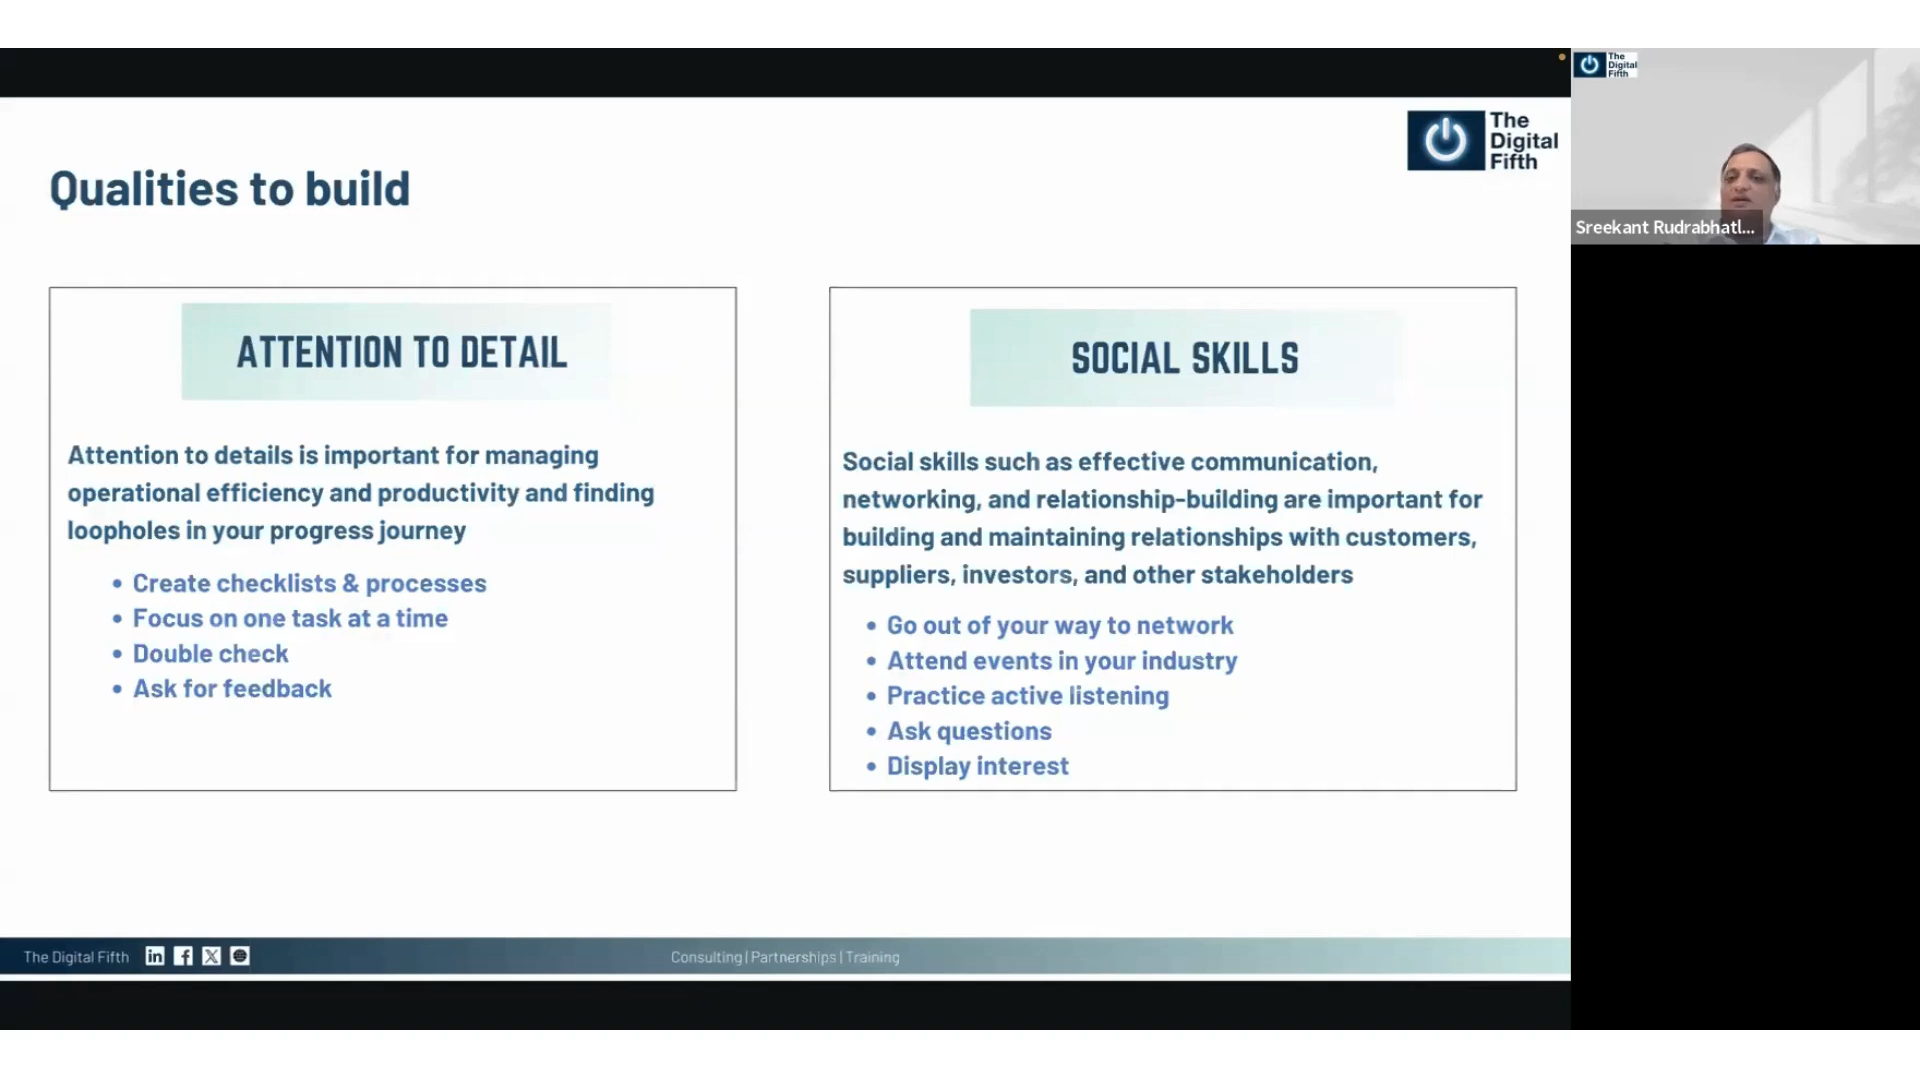 The
Digital
Fifth
The
Digital
Fifth
Sreekant Rudrabhatl...
Qualities to build
ATTENTION TO DETAIL
Attention to details is important for managing
operational efficiency and productivity and finding
loopholes in your progress journey
• Create checklists & processes
• Focus on one task at a time
• Double check
• Ask for feedback
SOCIAL SKILLS
Social skills such as effective communication,
networking, and relationship-building are important for
building and maintaining relationships with customers,
suppliers, investors, and other stakeholders
• Go out of your way to network
• Attend events in your industry
• Practice active listening
• Ask questions
• Display interest
The Digital Fifth
Consulting | Partnerships | Training